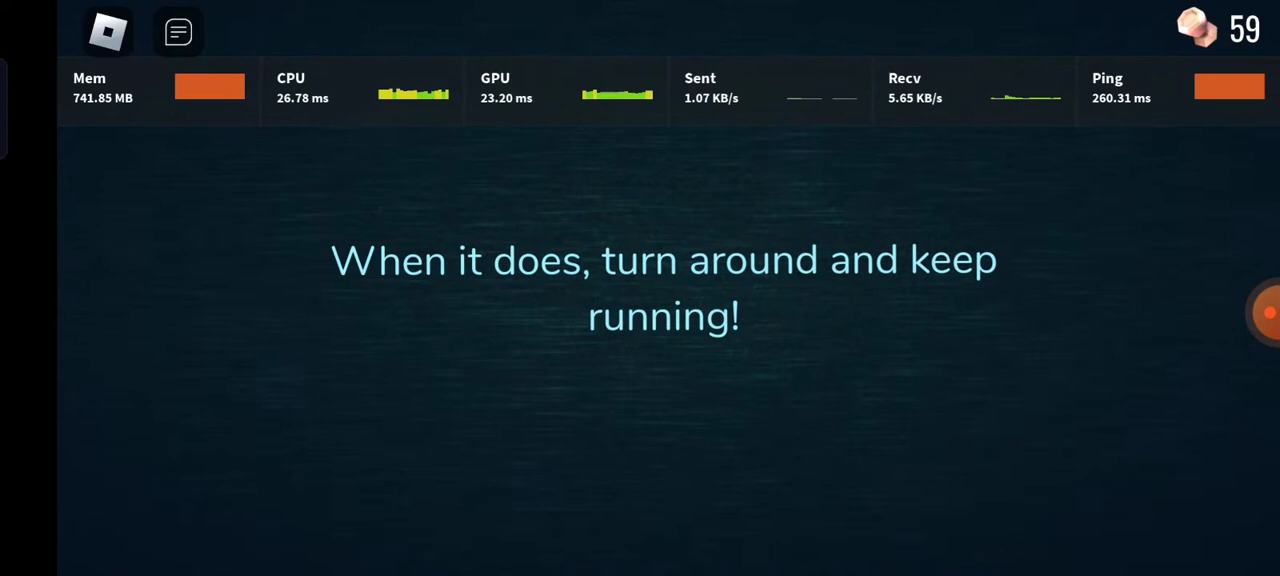 59
Mem
741.85 MB
CPU
26.78 ms
GPU
23.20 ms
Sent
1.07 KB/s
Recv
5.65 KB/s
Ping
260.31 ms
When it does, turn around and keep
running!